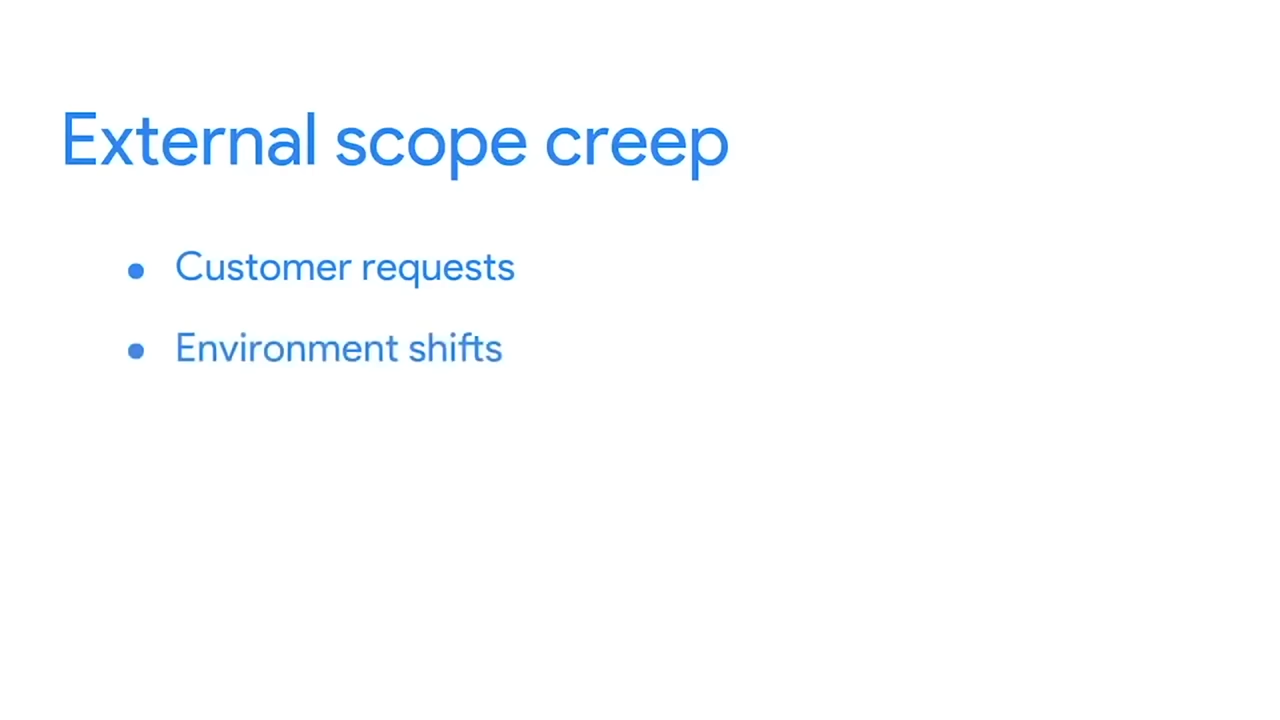 External scope creep
• Customer requests
• Environment shifts